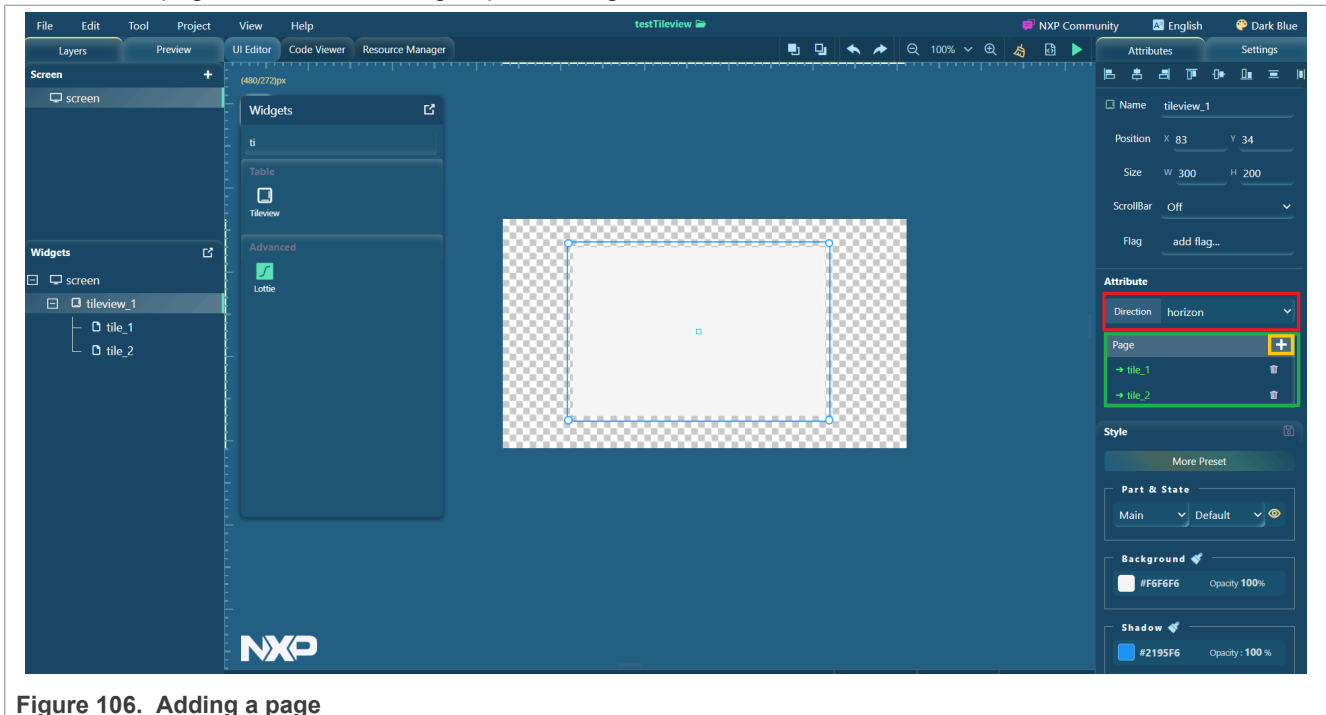 File Edit Tool Project View Help testTileview NXP Community English Dark Blue
Layers Preview UI Editor Code Viewer Resource Manager 100% Attributes Settings
Screen +
screen
(480/272)px
Widgets
ti
Table
Tileview
Advanced
Lottie
Widgets
screen
tileview_1
tile_1
tile_2
NXP
Name tileview_1
Position X 83 Y 34
Size W 300 H 200
ScrollBar Off
Flag add flag...
Attribute
Direction horizon
Page +
→ tile_1
→ tile_2
Style
More Preset
Part & State
Main Default
Background
#F6F6F6 Opacity 100%
Shadow
#2195F6 Opacity : 100 %
Figure 106. Adding a page